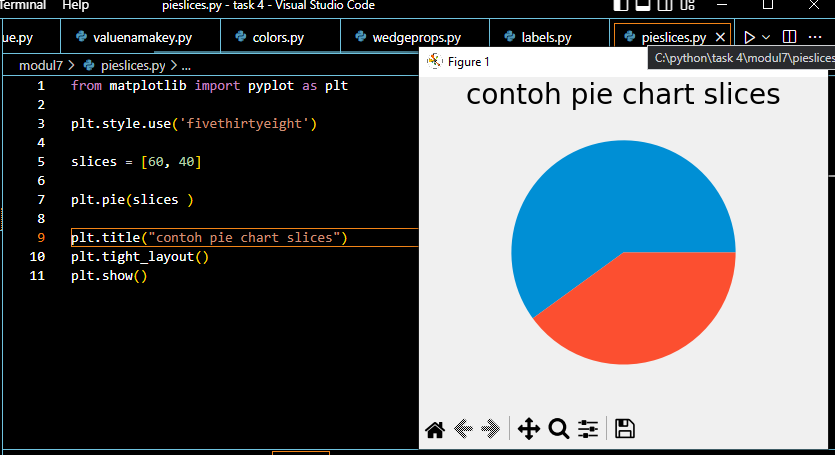 Terminal Help pieslices.py - task 4 - Visual Studio Code
ue.py valuenamakey.py colors.py wedgeprops.py labels.py pieslices.py
modul7 > pieslices.py > ...
C:\python\task 4\modul7\pieslices
Figure 1
1 from matplotlib import pyplot as plt
2
3 plt.style.use('fivethirtyeight')
4
5 slices = [60, 40]
6
7 plt.pie(slices )
8
9 plt.title("contoh pie chart slices")
10 plt.tight_layout()
11 plt.show()
contoh pie chart slices